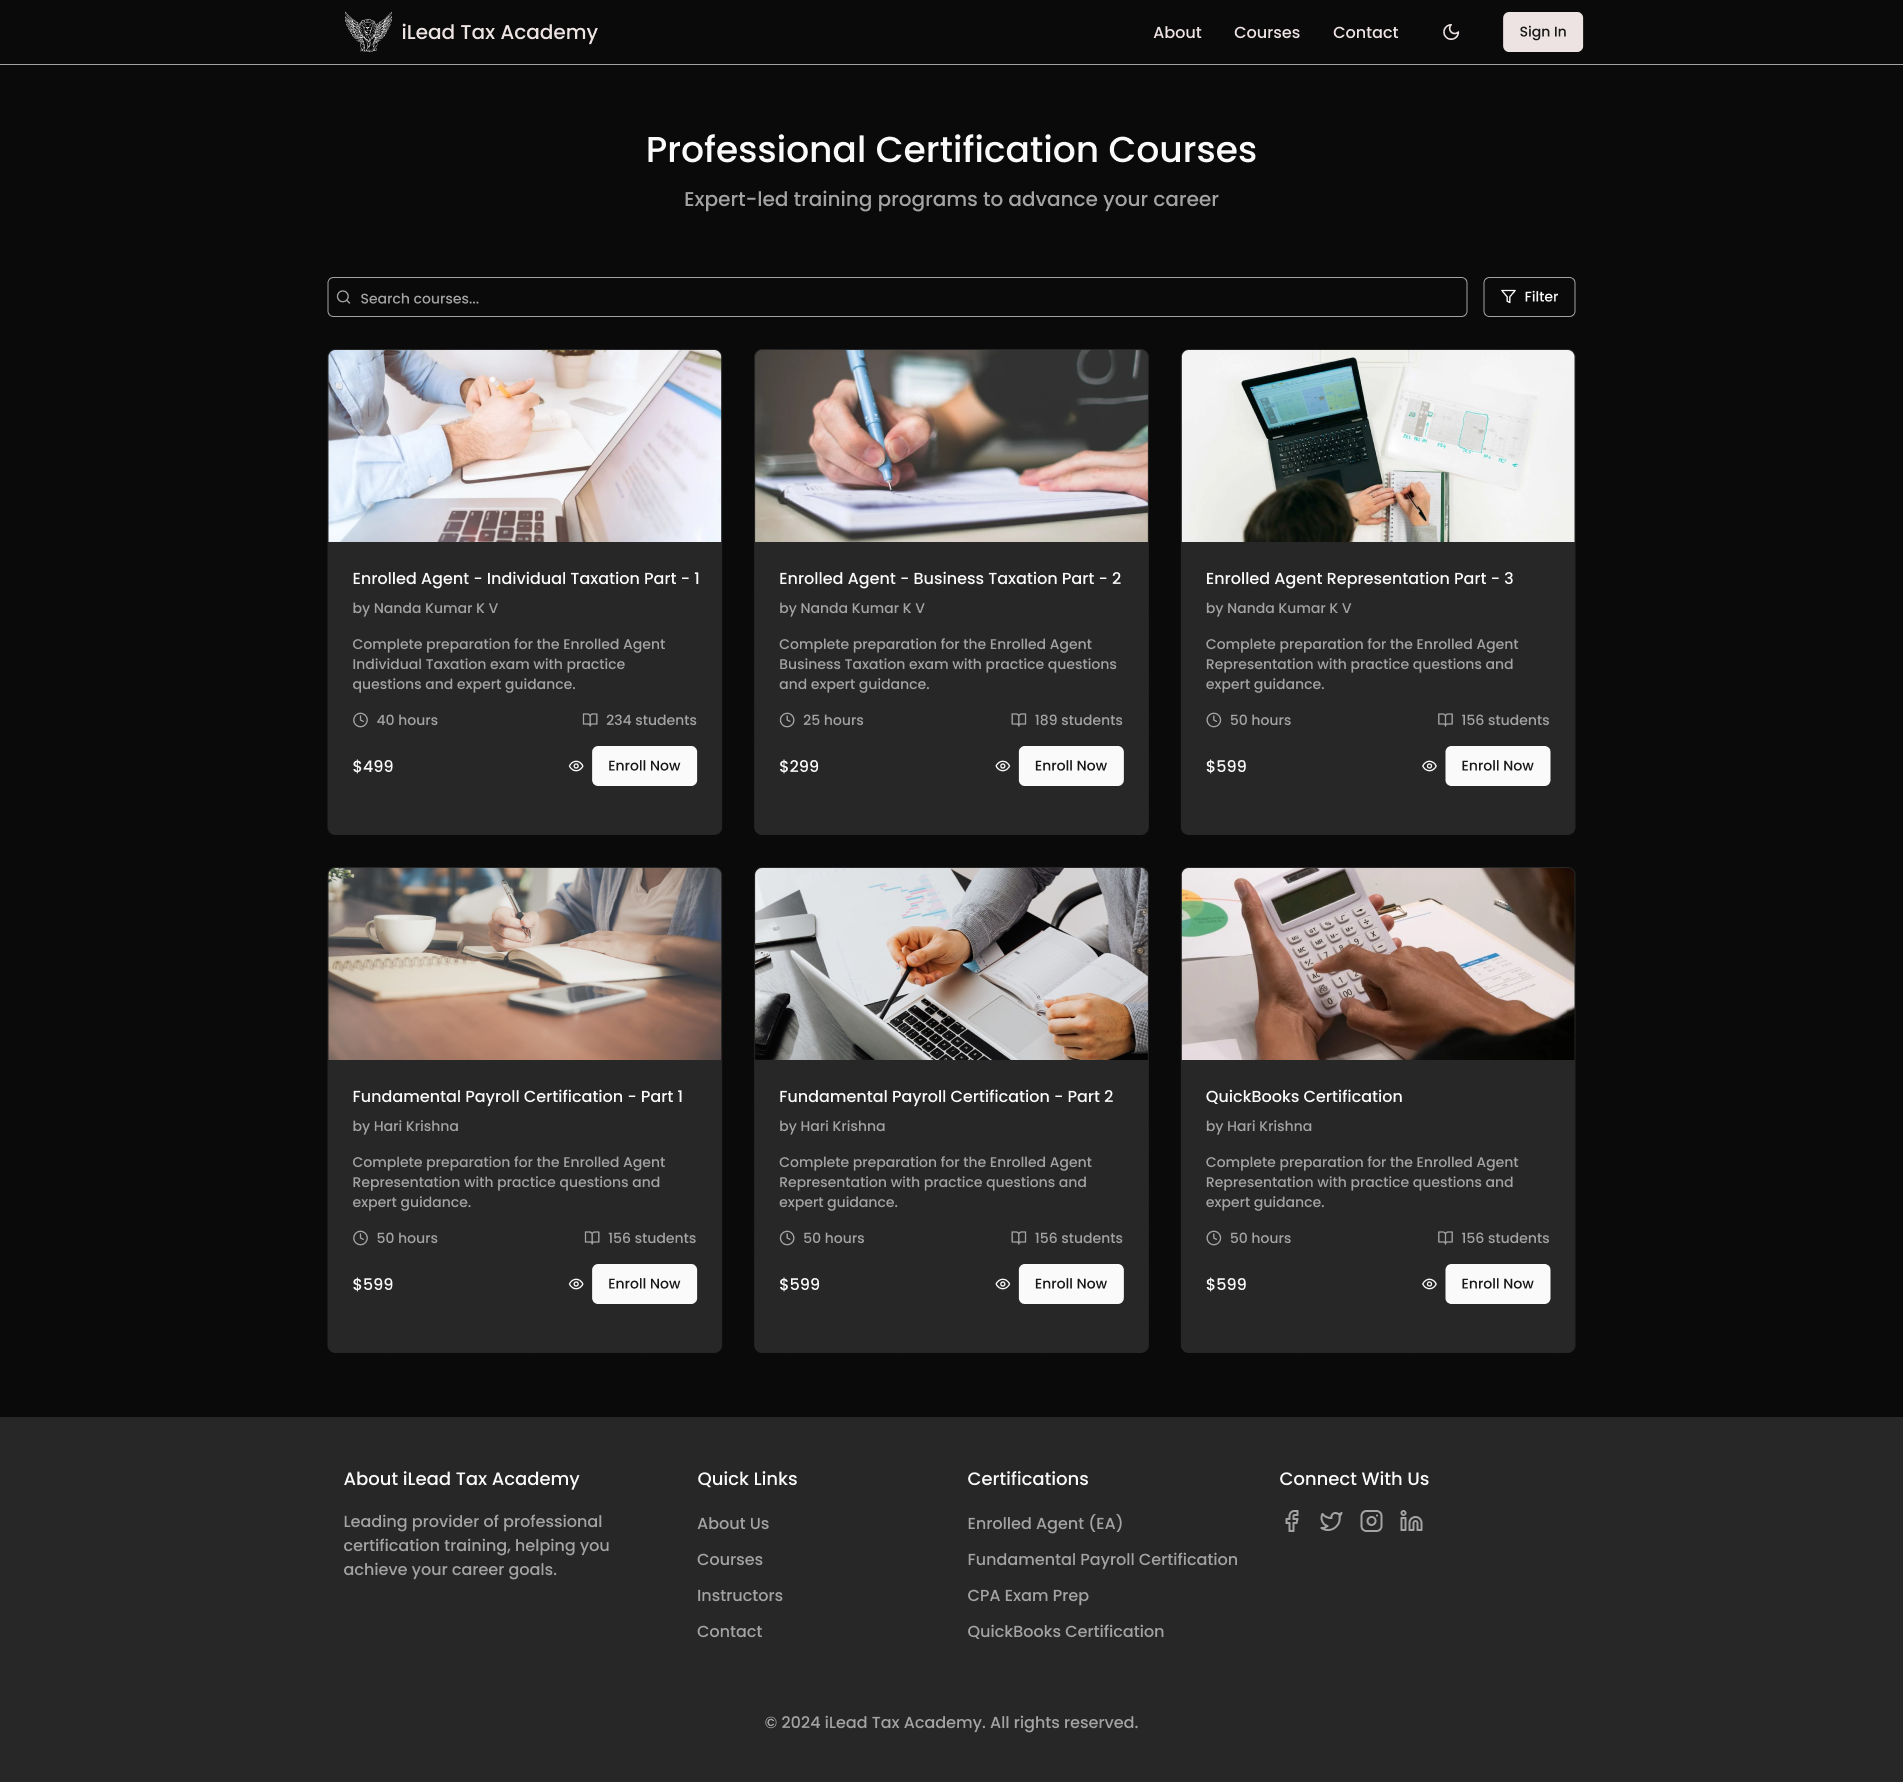 iLead Tax Academy
About
Courses
Contact
Sign In
Professional Certification Courses
Expert-led training programs to advance your career
Search courses...
Filter
Enrolled Agent - Individual Taxation Part - 1
by Nanda Kumar K V
Complete preparation for the Enrolled Agent
Individual Taxation exam with practice
questions and expert guidance.
40 hours
234 students
$499
Enroll Now
Enrolled Agent - Business Taxation Part - 2
by Nanda Kumar K V
Complete preparation for the Enrolled Agent
Business Taxation exam with practice questions
and expert guidance.
25 hours
189 students
$299
Enroll Now
Enrolled Agent Representation Part - 3
by Nanda Kumar K V
Complete preparation for the Enrolled Agent
Representation with practice questions and
expert guidance.
50 hours
156 students
$599
Enroll Now
Fundamental Payroll Certification - Part 1
by Hari Krishna
Complete preparation for the Enrolled Agent
Representation with practice questions and
expert guidance.
50 hours
156 students
$599
Enroll Now
Fundamental Payroll Certification - Part 2
by Hari Krishna
Complete preparation for the Enrolled Agent
Representation with practice questions and
expert guidance.
50 hours
156 students
$599
Enroll Now
QuickBooks Certification
by Hari Krishna
Complete preparation for the Enrolled Agent
Representation with practice questions and
expert guidance.
50 hours
156 students
$599
Enroll Now
About iLead Tax Academy
Leading provider of professional
certification training, helping you
achieve your career goals.
Quick Links
About Us
Courses
Instructors
Contact
Certifications
Enrolled Agent (EA)
Fundamental Payroll Certification
CPA Exam Prep
QuickBooks Certification
Connect With Us
© 2024 iLead Tax Academy. All rights reserved.